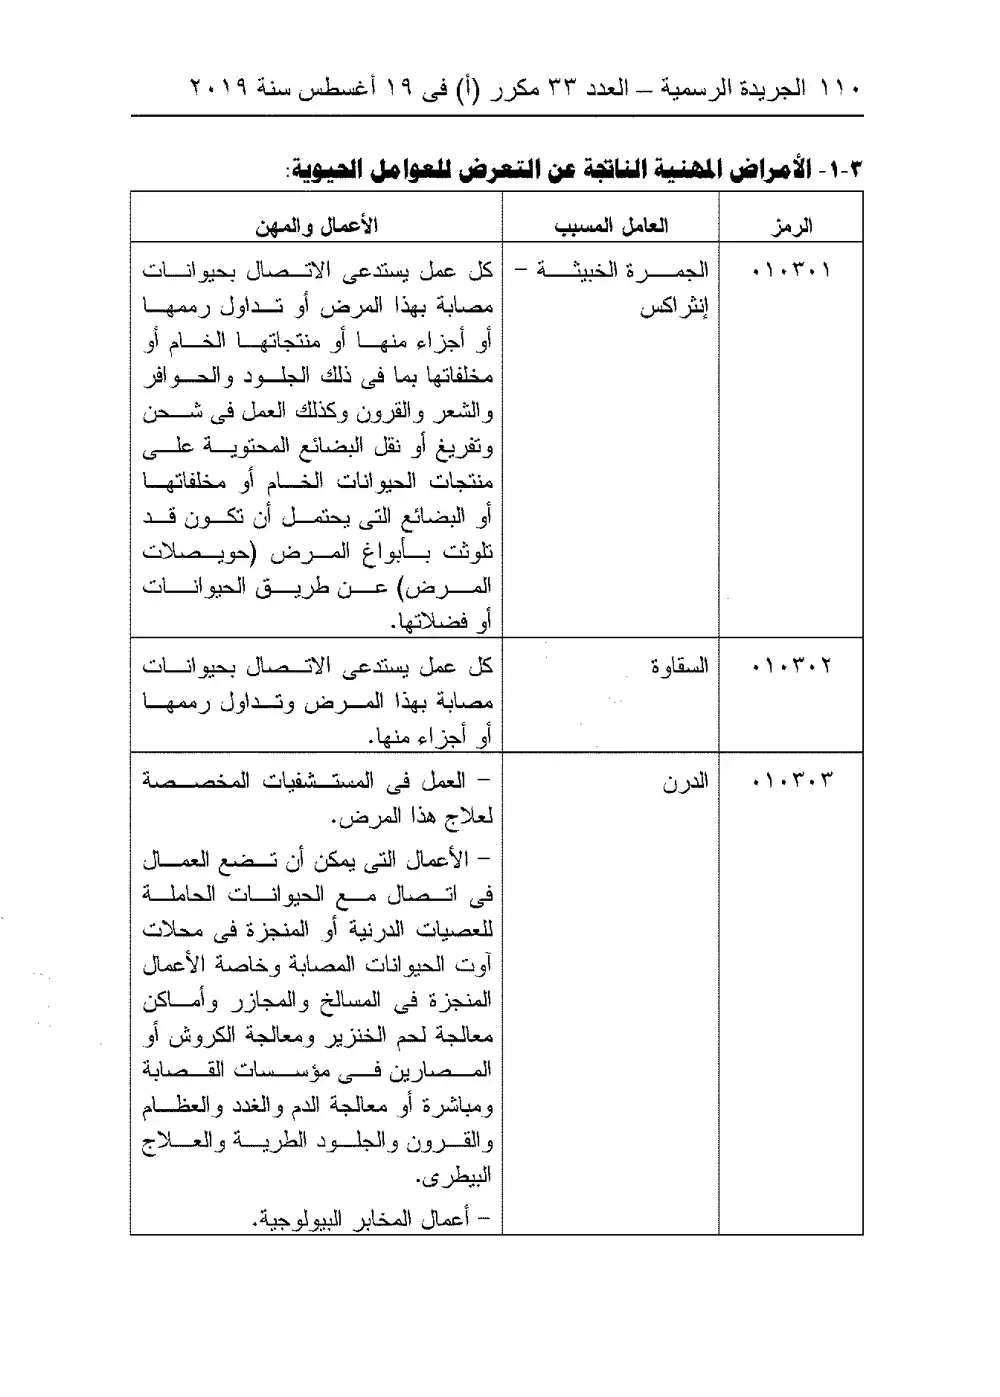 ١١٠ الجريدة الرسمية – العدد ٣٣ مكرر (أ) فى ١٩ أغسطس سنة ٢٠١٩
٣-١- الأمراض المهنية الناتجة عن التعرض للعوامل الحيوية:
الرمز العامل المسبب الأعمال والمهن
٠١٠٣٠١ الجمرة الخبيثة – كل عمل يستدعى الاتصال بحيوانات
إنثراكس مصابة بهذا المرض أو تداول رممها
أو أجزاء منها أو منتجاتها الخام أو
مخلفاتها بما فى ذلك الجلود والحوافر
والشعر والقرون وكذلك العمل فى شحن
وتفريغ أو نقل البضائع المحتوية على
منتجات الحيوانات الخام أو مخلفاتها
أو البضائع التى يحتمل أن تكون قد
تلوثت بأبواغ المرض (حويصلات
المرض) عن طريق الحيوانات
أو فضلاتها.
٠١٠٣٠٢ السقاوة كل عمل يستدعى الاتصال بحيوانات
مصابة بهذا المرض وتداول رممها
أو أجزاء منها.
٠١٠٣٠٣ الدرن – العمل فى المستشفيات المخصصة
لعلاج هذا المرض.
– الأعمال التى يمكن أن تضع العمال
فى اتصال مع الحيوانات الحاملة
للعصيات الدرنية أو المنجزة فى محلات
آوت الحيوانات المصابة وخاصة الأعمال
المنجزة فى المسالخ والمجازر وأماكن
معالجة لحم الخنزير ومعالجة الكروش أو
المصارين فى مؤسسات القصابة
ومباشرة أو معالجة الدم والغدد والعظام
والقرون والجلود الطرية والعلاج
البيطرى.
– أعمال المخابر البيولوجية.